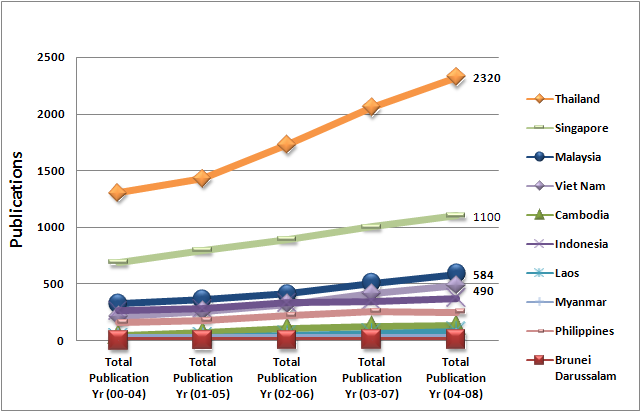 2500
2000
1500
1000
500
0
Publications
2320
1100
584
490
Total
Publication
Yr (00-04)
Total
Publication
Yr (01-05)
Total
Publication
Yr (02-06)
Total
Publication
Yr (03-07)
Total
Publication
Yr (04-08)
Thailand
Singapore
Malaysia
Viet Nam
Cambodia
Indonesia
Laos
Myanmar
Philippines
Brunei
Darussalam